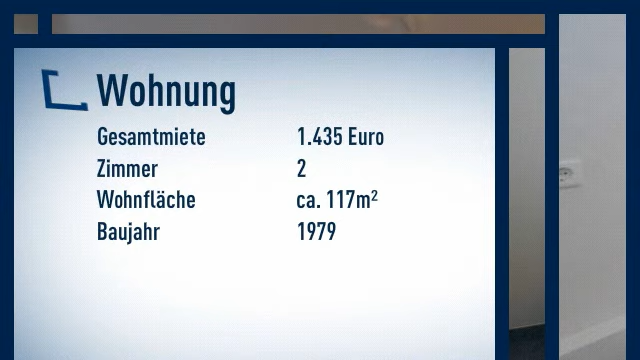 Wohnung
Gesamtmiete 1.435 Euro
Zimmer 2
Wohnfläche ca. 117m²
Baujahr 1979